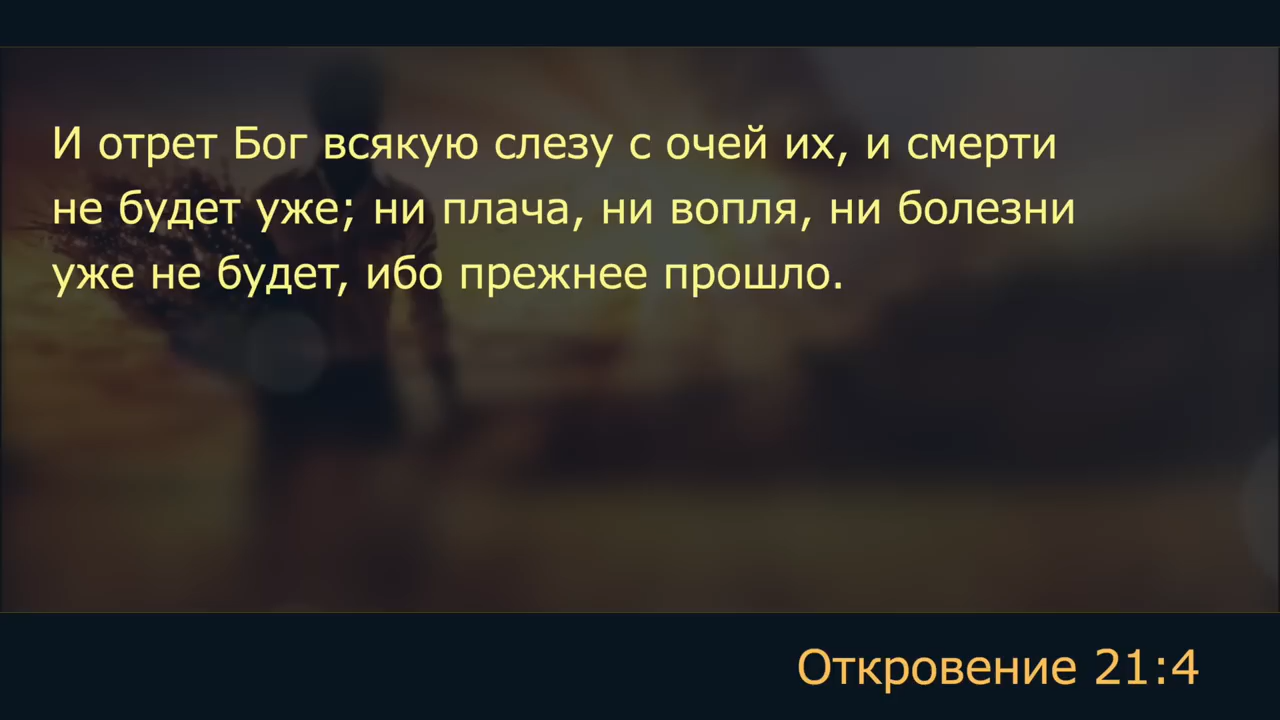 И отрет Бог всякую слезу с очей их, и смерти
не будет уже; ни плача, ни вопля, ни болезни
уже не будет, ибо прежнее прошло.
Откровение 21:4